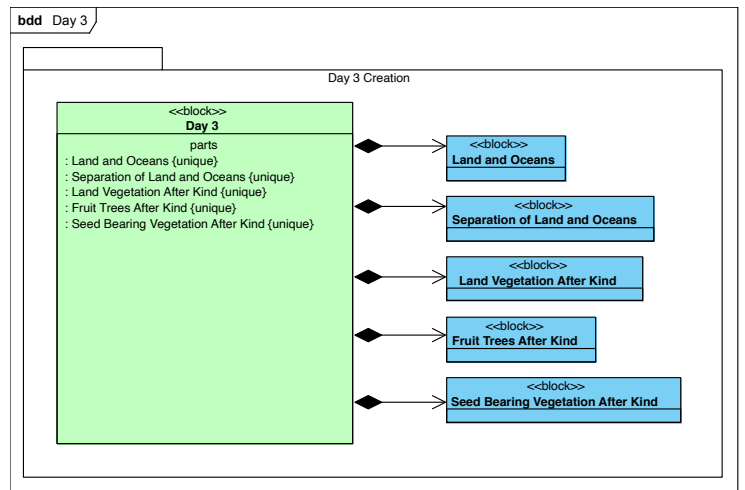 bdd Day 3
Day 3 Creation
<<block>>
Day 3
parts
: Land and Oceans {unique}
: Separation of Land and Oceans {unique}
: Land Vegetation After Kind {unique}
: Fruit Trees After Kind {unique}
: Seed Bearing Vegetation After Kind {unique}
<<block>>
Land and Oceans
<<block>>
Separation of Land and Oceans
<<block>>
Land Vegetation After Kind
<<block>>
Fruit Trees After Kind
<<block>>
Seed Bearing Vegetation After Kind